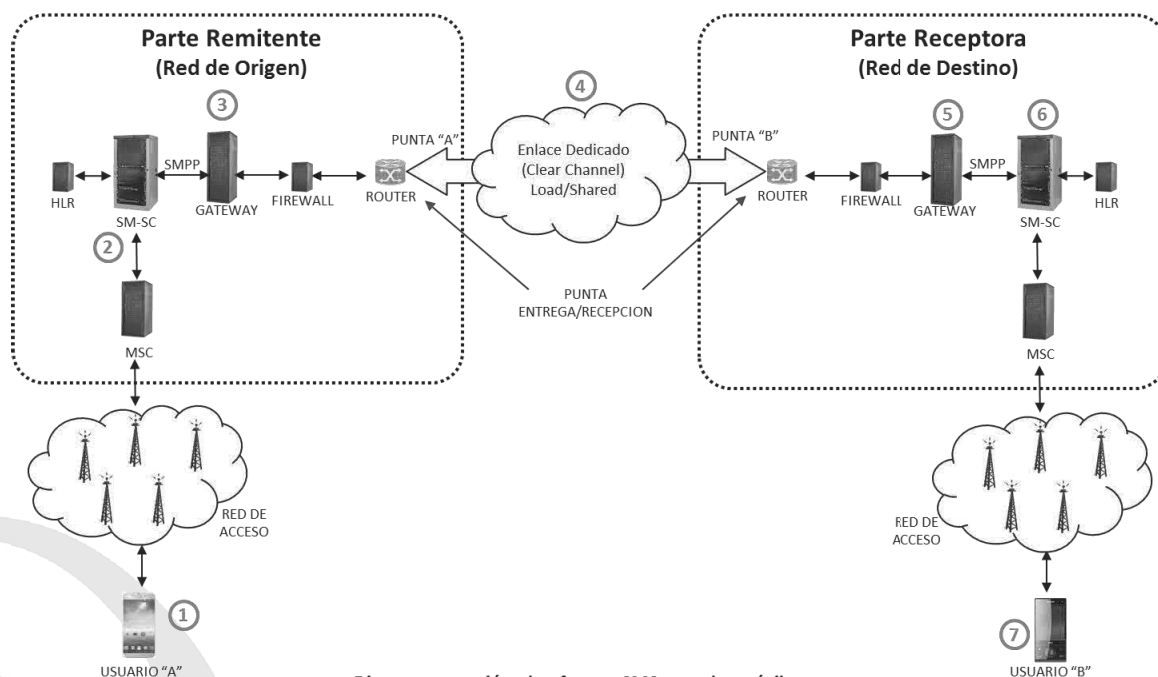 Parte Remitente
(Red de Origen)
Parte Receptora
(Red de Destino)
3
4
5
6
PUNTA "A"
PUNTA "B"
Enlace Dedicado
(Clear Channel)
Load/Shared
SMPP
SMPP
HLR
SM-SC
GATEWAY
FIREWALL
ROUTER
ROUTER
FIREWALL
GATEWAY
SM-SC
HLR
2
PUNTA
ENTREGA/RECEPCION
MSC
MSC
RED DE
ACCESO
RED DE
ACCESO
1
7
USUARIO "A"
USUARIO "B"